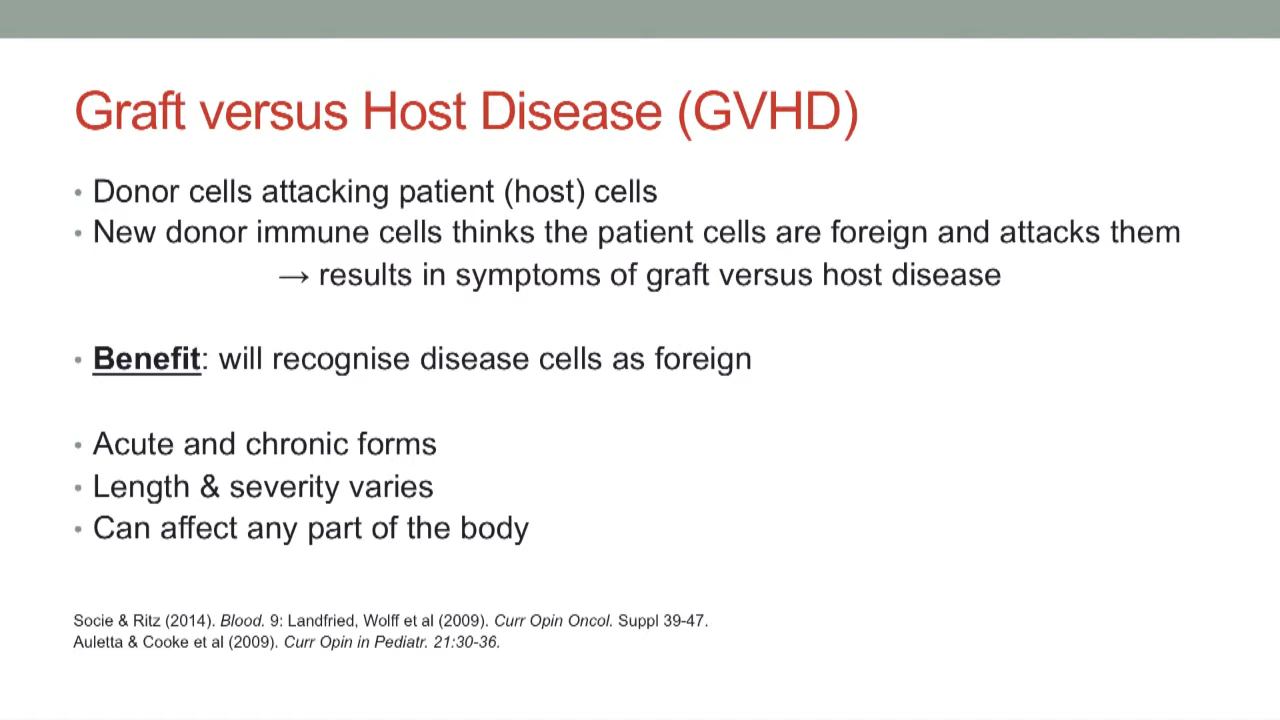 Graft versus Host Disease (GVHD)
• Donor cells attacking patient (host) cells
• New donor immune cells thinks the patient cells are foreign and attacks them
→ results in symptoms of graft versus host disease
• Benefit: will recognise disease cells as foreign
• Acute and chronic forms
• Length & severity varies
• Can affect any part of the body
Socie & Ritz (2014). Blood. 9: Landfried, Wolff et al (2009). Curr Opin Oncol. Suppl 39-47.
Auletta & Cooke et al (2009). Curr Opin in Pediatr. 21:30-36.